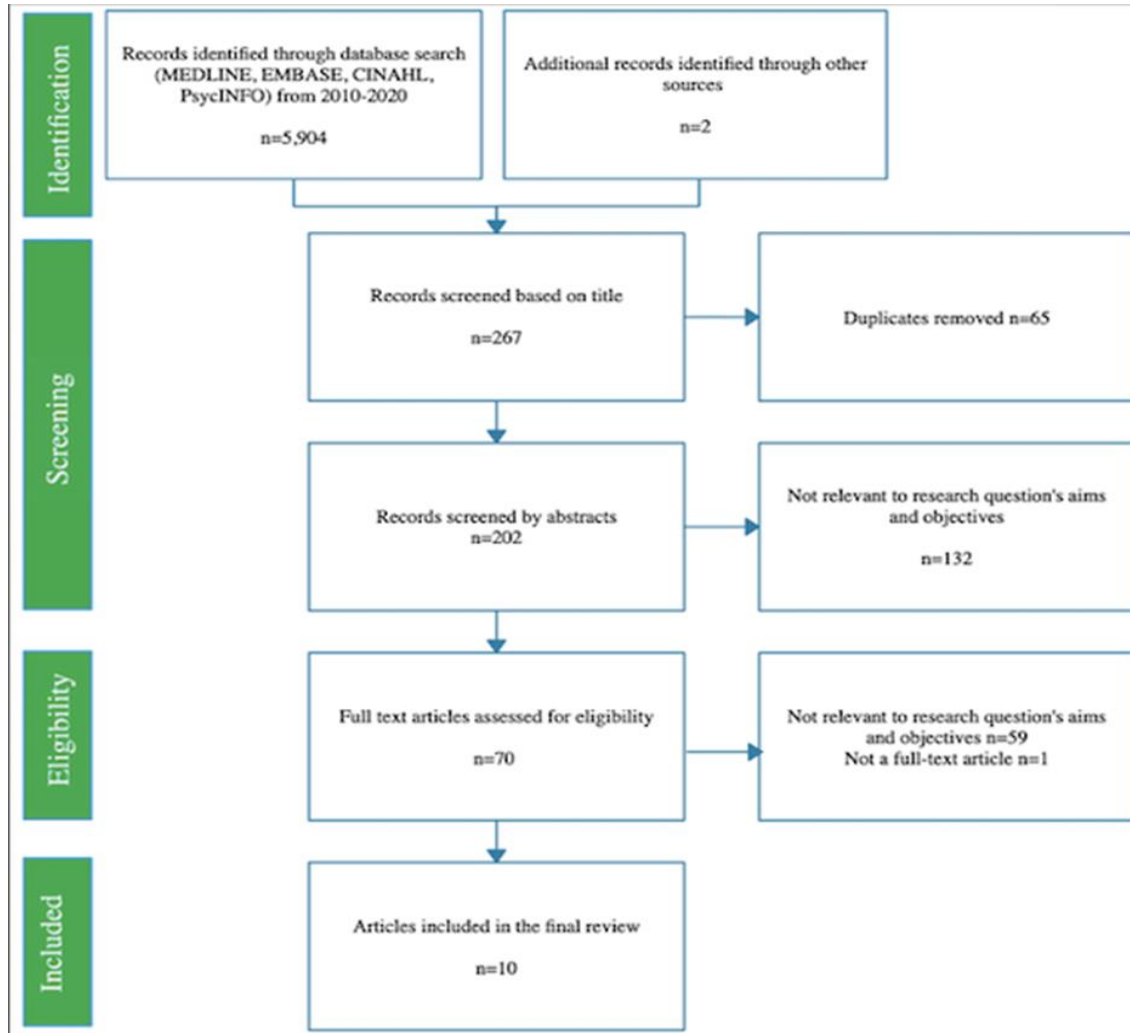 Identification
Records identified through database search
(MEDLINE, EMBASE, CINAHL,
PsycINFO) from 2010-2020
n=5,904
Additional records identified through other
sources
n=2
Screening
Records screened based on title
n=267
Duplicates removed n=65
Records screened by abstracts
n=202
Not relevant to research question's aims
and objectives
n=132
Eligibility
Full text articles assessed for eligibility
n=70
Not relevant to research question's aims
and objectives n=59
Not a full-text article n=1
Included
Articles included in the final review
n=10